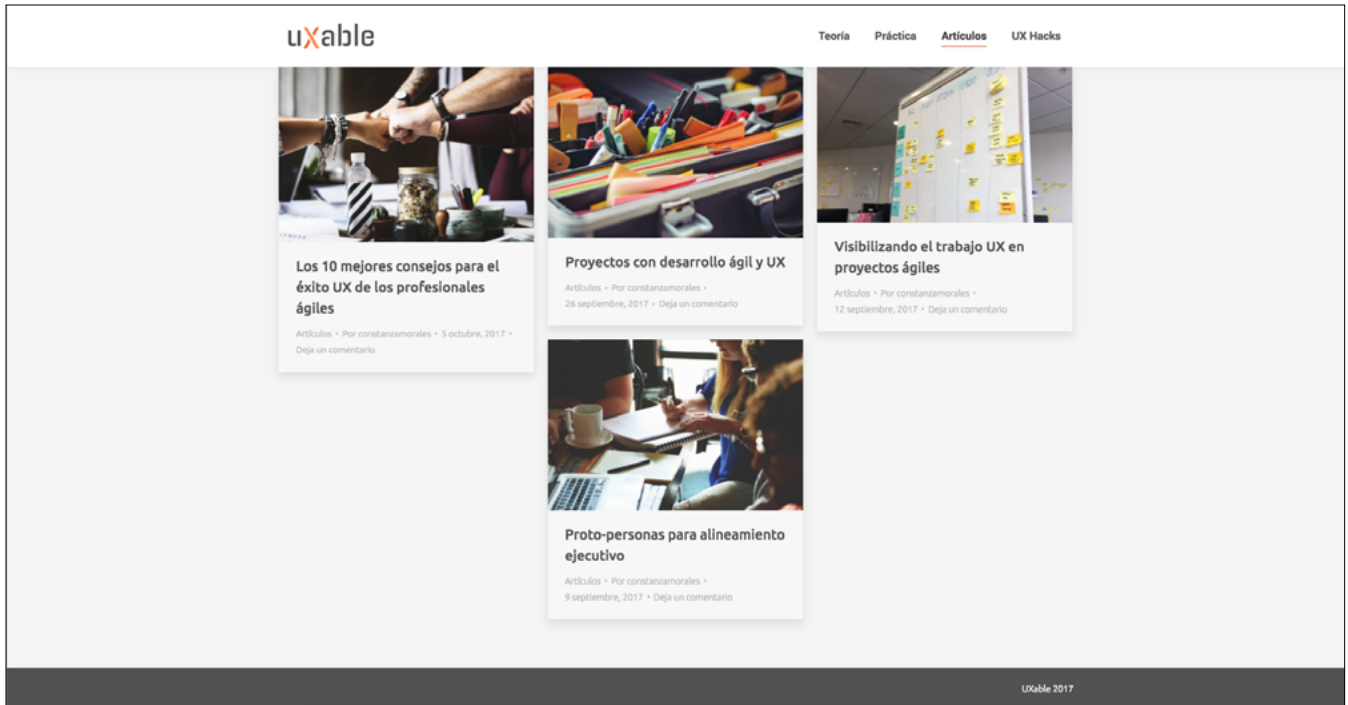 uxable
Teoría Práctica Artículos UX Hacks
Los 10 mejores consejos para el
éxito UX de los profesionales
ágiles
Artículos • Por constanzamorales • 5 octubre, 2017 •
Deja un comentario
Proyectos con desarrollo ágil y UX
Artículos • Por constanzamorales •
26 septiembre, 2017 • Deja un comentario
Visibilizando el trabajo UX en
proyectos ágiles
Artículos • Por constanzamorales •
12 septiembre, 2017 • Deja un comentario
Proto-personas para alineamiento
ejecutivo
Artículos • Por constanzamorales •
9 septiembre, 2017 • Deja un comentario
UXable 2017